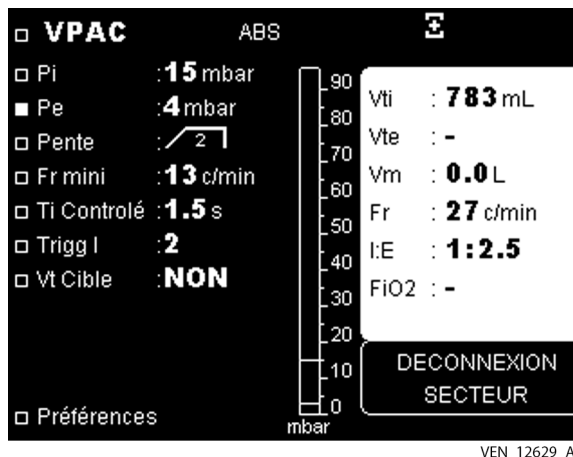 VPAC ABS
Pi :15 mbar
Pe :4 mbar
Pente : 2
Fr mini :13 c/min
Ti Controlé :1.5 s
Trigg I :2
Vt Cible :NON
Préférences
90
80
70
60
50
40
30
20
10
0
mbar
Vti : 783 mL
Vte : -
Vm : 0.0 L
Fr : 27 c/min
I:E : 1:2.5
FiO2 : -
DECONNEXION
SECTEUR
VEN_12629_A